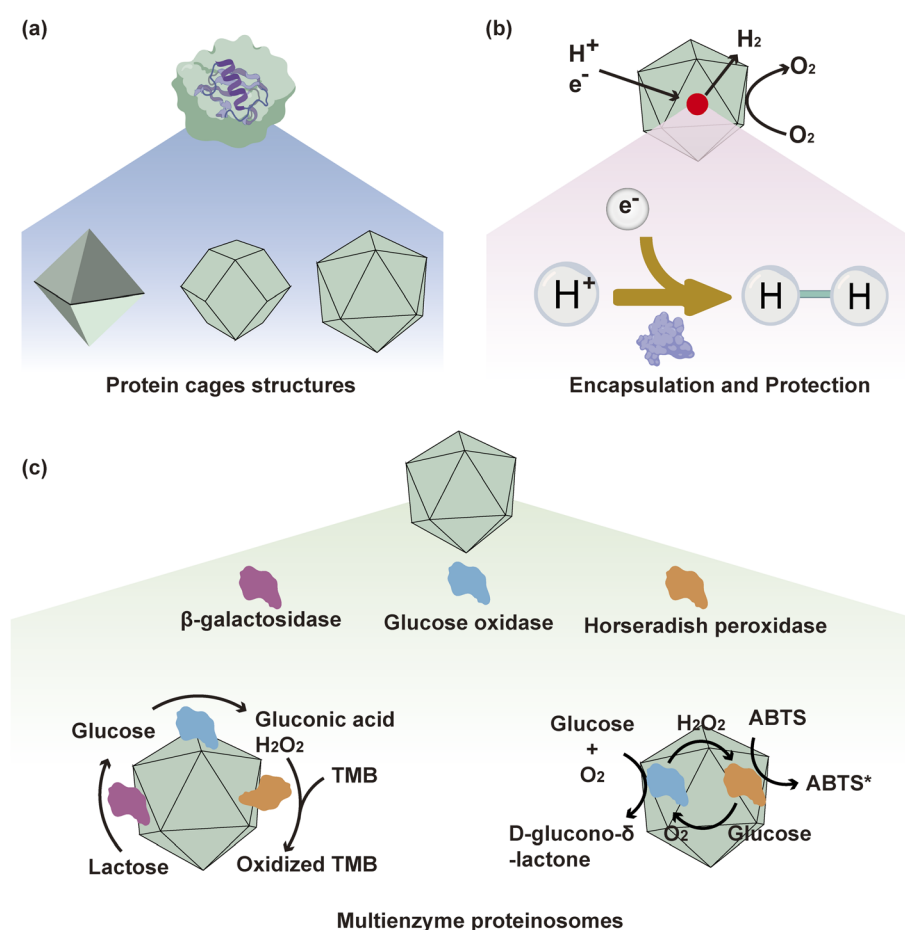 (a)
Protein cages structures
(b)
H⁺
e⁻
H₂
O₂
O₂
e⁻
H⁺
H
H
Encapsulation and Protection
(c)
β-galactosidase
Glucose oxidase
Horseradish peroxidase
Glucose
Gluconic acid
H₂O₂
TMB
Lactose
Oxidized TMB
Glucose
+
O₂
H₂O₂
ABTS
ABTS*
D-glucono-δ
-lactone
O₂
Glucose
Multienzyme proteinosomes